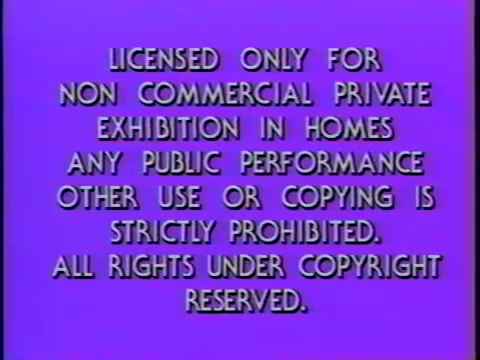 LICENSED ONLY FOR
NON COMMERCIAL PRIVATE
EXHIBITION IN HOMES
ANY PUBLIC PERFORMANCE
OTHER USE OR COPYING IS
STRICTLY PROHIBITED.
ALL RIGHTS UNDER COPYRIGHT
RESERVED.